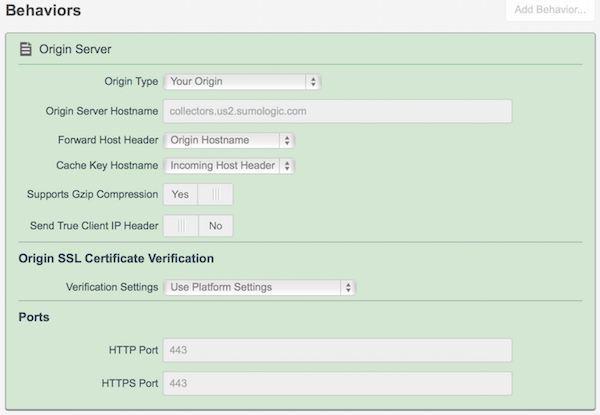 Behaviors
Add Behavior...
Origin Server
Origin Type Your Origin
Origin Server Hostname collectors.us2.sumologic.com
Forward Host Header Origin Hostname
Cache Key Hostname Incoming Host Header
Supports Gzip Compression Yes
Send True Client IP Header No
Origin SSL Certificate Verification
Verification Settings Use Platform Settings
Ports
HTTP Port 443
HTTPS Port 443